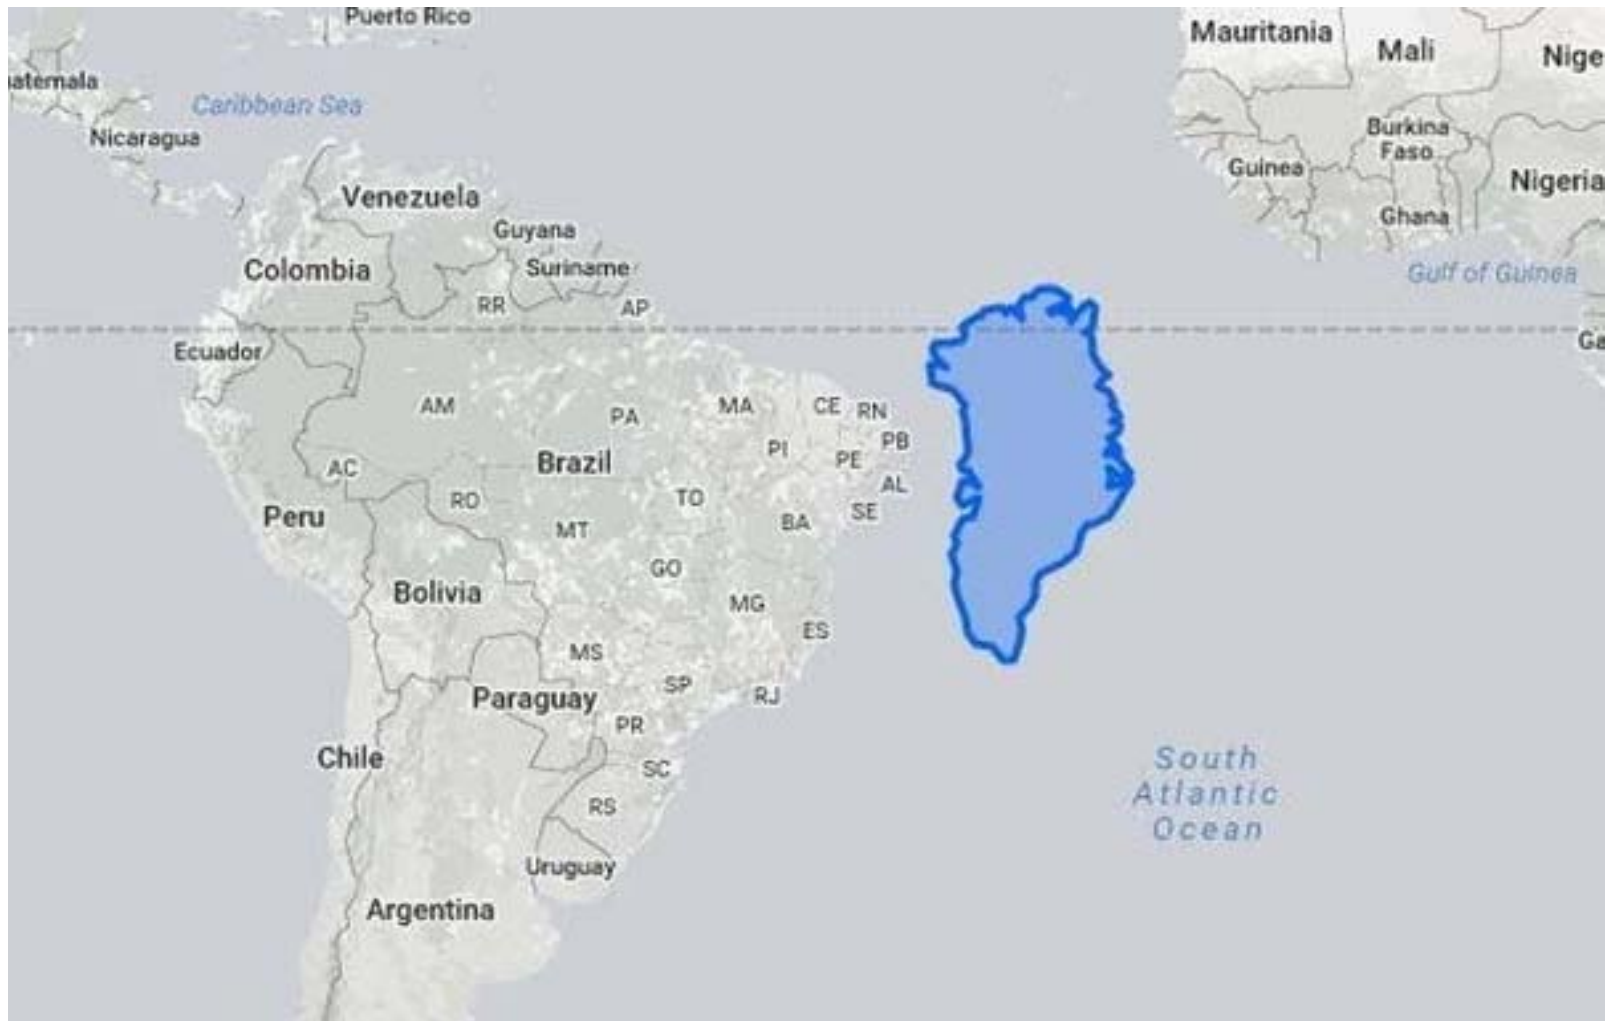 Puerto Rico
Mauritania
Mali
Nige
atemala
Caribbean Sea
Nicaragua
Burkina
Faso
Guinea
Nigeria
Venezuela
Ghana
Guyana
Colombia
Suriname
Gulf of Guinea
RR
AP
Ecuador
Ga
AM
PA
MA
CE
RN
PB
PI
PE
Brazil
AC
AL
RO
TO
SE
Peru
MT
BA
GO
Bolivia
MG
ES
MS
SP
RJ
Paraguay
PR
Chile
SC
South
Atlantic
Ocean
RS
Uruguay
Argentina